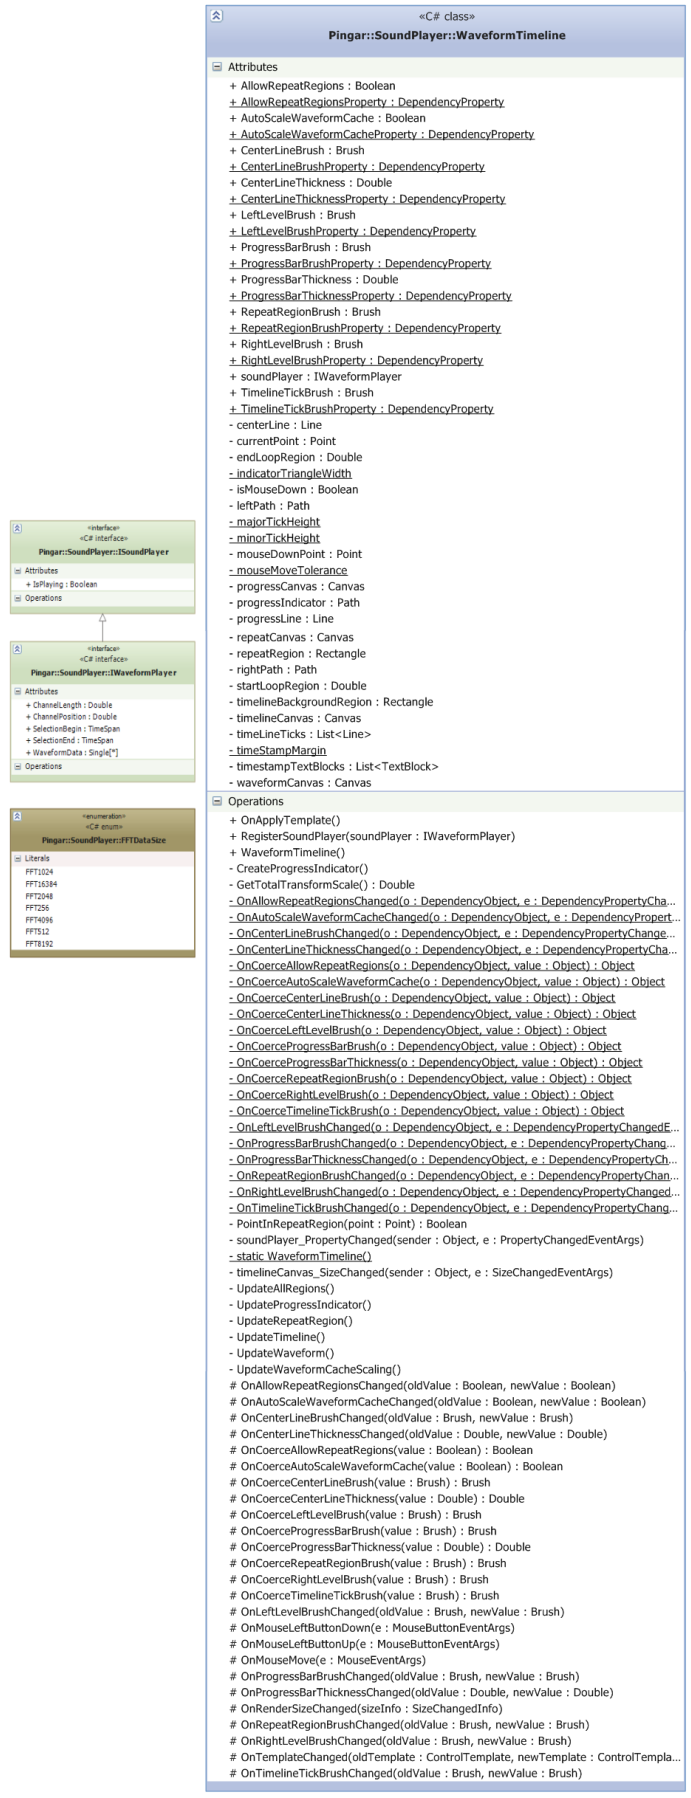 «interface»
«C# interface»
Pingar::SoundPlayer::ISoundPlayer
Attributes
+ IsPlaying : Boolean
Operations
«interface»
«C# interface»
Pingar::SoundPlayer::IWaveformPlayer
Attributes
+ ChannelLength : Double
+ ChannelPosition : Double
+ SelectionBegin : TimeSpan
+ SelectionEnd : TimeSpan
+ WaveformData : Single[*]
Operations
«enumeration»
«C# enum»
Pingar::SoundPlayer::FFTDataSize
Literals
FFT1024
FFT16384
FFT2048
FFT256
FFT4096
FFT512
FFT8192
«C# class»
Pingar::SoundPlayer::WaveformTimeline
Attributes
+ AllowRepeatRegions : Boolean
+ AllowRepeatRegionsProperty : DependencyProperty
+ AutoScaleWaveformCache : Boolean
+ AutoScaleWaveformCacheProperty : DependencyProperty
+ CenterLineBrush : Brush
+ CenterLineBrushProperty : DependencyProperty
+ CenterLineThickness : Double
+ CenterLineThicknessProperty : DependencyProperty
+ LeftLevelBrush : Brush
+ LeftLevelBrushProperty : DependencyProperty
+ ProgressBarBrush : Brush
+ ProgressBarBrushProperty : DependencyProperty
+ ProgressBarThickness : Double
+ ProgressBarThicknessProperty : DependencyProperty
+ RepeatRegionBrush : Brush
+ RepeatRegionBrushProperty : DependencyProperty
+ RightLevelBrush : Brush
+ RightLevelBrushProperty : DependencyProperty
+ soundPlayer : IWaveformPlayer
+ TimelineTickBrush : Brush
+ TimelineTickBrushProperty : DependencyProperty
- centerLine : Line
- currentPoint : Point
- endLoopRegion : Double
- indicatorTriangleWidth
- isMouseDown : Boolean
- leftPath : Path
- majorTickHeight
- minorTickHeight
- mouseDownPoint : Point
- mouseMoveTolerance
- progressCanvas : Canvas
- progressIndicator : Path
- progressLine : Line
- repeatCanvas : Canvas
- repeatRegion : Rectangle
- rightPath : Path
- startLoopRegion : Double
- timelineBackgroundRegion : Rectangle
- timelineCanvas : Canvas
- timeLineTicks : List<Line>
- timeStampMargin
- timestampTextBlocks : List<TextBlock>
- waveformCanvas : Canvas
Operations
+ OnApplyTemplate()
+ RegisterSoundPlayer(soundPlayer : IWaveformPlayer)
+ WaveformTimeline()
- CreateProgressIndicator()
- GetTotalTransformScale() : Double
- OnAllowRepeatRegionsChanged(o : DependencyObject, e : DependencyPropertyCha...
- OnAutoScaleWaveformCacheChanged(o : DependencyObject, e : DependencyPropert...
- OnCenterLineBrushChanged(o : DependencyObject, e : DependencyPropertyChange...
- OnCenterLineThicknessChanged(o : DependencyObject, e : DependencyPropertyCha...
- OnCoerceAllowRepeatRegions(o : DependencyObject, value : Object) : Object
- OnCoerceAutoScaleWaveformCache(o : DependencyObject, value : Object) : Object
- OnCoerceCenterLineBrush(o : DependencyObject, value : Object) : Object
- OnCoerceCenterLineThickness(o : DependencyObject, value : Object) : Object
- OnCoerceLeftLevelBrush(o : DependencyObject, value : Object) : Object
- OnCoerceProgressBarBrush(o : DependencyObject, value : Object) : Object
- OnCoerceProgressBarThickness(o : DependencyObject, value : Object) : Object
- OnCoerceRepeatRegionBrush(o : DependencyObject, value : Object) : Object
- OnCoerceRightLevelBrush(o : DependencyObject, value : Object) : Object
- OnCoerceTimelineTickBrush(o : DependencyObject, value : Object) : Object
- OnLeftLevelBrushChanged(o : DependencyObject, e : DependencyPropertyChangedE...
- OnProgressBarBrushChanged(o : DependencyObject, e : DependencyPropertyChang...
- OnProgressBarThicknessChanged(o : DependencyObject, e : DependencyPropertyCh...
- OnRepeatRegionBrushChanged(o : DependencyObject, e : DependencyPropertyChan...
- OnRightLevelBrushChanged(o : DependencyObject, e : DependencyPropertyChanged...
- OnTimelineTickBrushChanged(o : DependencyObject, e : DependencyPropertyChang...
- PointInRepeatRegion(point : Point) : Boolean
- soundPlayer_PropertyChanged(sender : Object, e : PropertyChangedEventArgs)
- static WaveformTimeline()
- timelineCanvas_SizeChanged(sender : Object, e : SizeChangedEventArgs)
- UpdateAllRegions()
- UpdateProgressIndicator()
- UpdateRepeatRegion()
- UpdateTimeline()
- UpdateWaveform()
- UpdateWaveformCacheScaling()
# OnAllowRepeatRegionsChanged(oldValue : Boolean, newValue : Boolean)
# OnAutoScaleWaveformCacheChanged(oldValue : Boolean, newValue : Boolean)
# OnCenterLineBrushChanged(oldValue : Brush, newValue : Brush)
# OnCenterLineThicknessChanged(oldValue : Double, newValue : Double)
# OnCoerceAllowRepeatRegions(value : Boolean) : Boolean
# OnCoerceAutoScaleWaveformCache(value : Boolean) : Boolean
# OnCoerceCenterLineBrush(value : Brush) : Brush
# OnCoerceCenterLineThickness(value : Double) : Double
# OnCoerceLeftLevelBrush(value : Brush) : Brush
# OnCoerceProgressBarBrush(value : Brush) : Brush
# OnCoerceProgressBarThickness(value : Double) : Double
# OnCoerceRepeatRegionBrush(value : Brush) : Brush
# OnCoerceRightLevelBrush(value : Brush) : Brush
# OnCoerceTimelineTickBrush(value : Brush) : Brush
# OnLeftLevelBrushChanged(oldValue : Brush, newValue : Brush)
# OnMouseLeftButtonDown(e : MouseButtonEventArgs)
# OnMouseLeftButtonUp(e : MouseButtonEventArgs)
# OnMouseMove(e : MouseEventArgs)
# OnProgressBarBrushChanged(oldValue : Brush, newValue : Brush)
# OnProgressBarThicknessChanged(oldValue : Double, newValue : Double)
# OnRenderSizeChanged(sizeInfo : SizeChangedInfo)
# OnRepeatRegionBrushChanged(oldValue : Brush, newValue : Brush)
# OnRightLevelBrushChanged(oldValue : Brush, newValue : Brush)
# OnTemplateChanged(oldTemplate : ControlTemplate, newTemplate : ControlTempla...
# OnTimelineTickBrushChanged(oldValue : Brush, newValue : Brush)